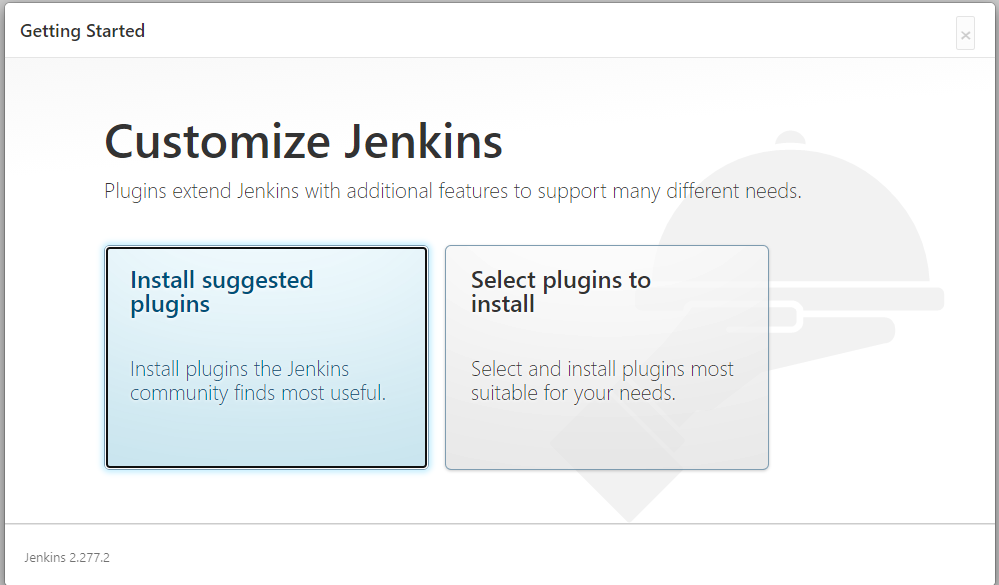 Getting Started
×
Customize Jenkins
Plugins extend Jenkins with additional features to support many different needs.
Install suggested
plugins
Install plugins the Jenkins
community finds most useful.
Select plugins to
install
Select and install plugins most
suitable for your needs.
Jenkins 2.277.2